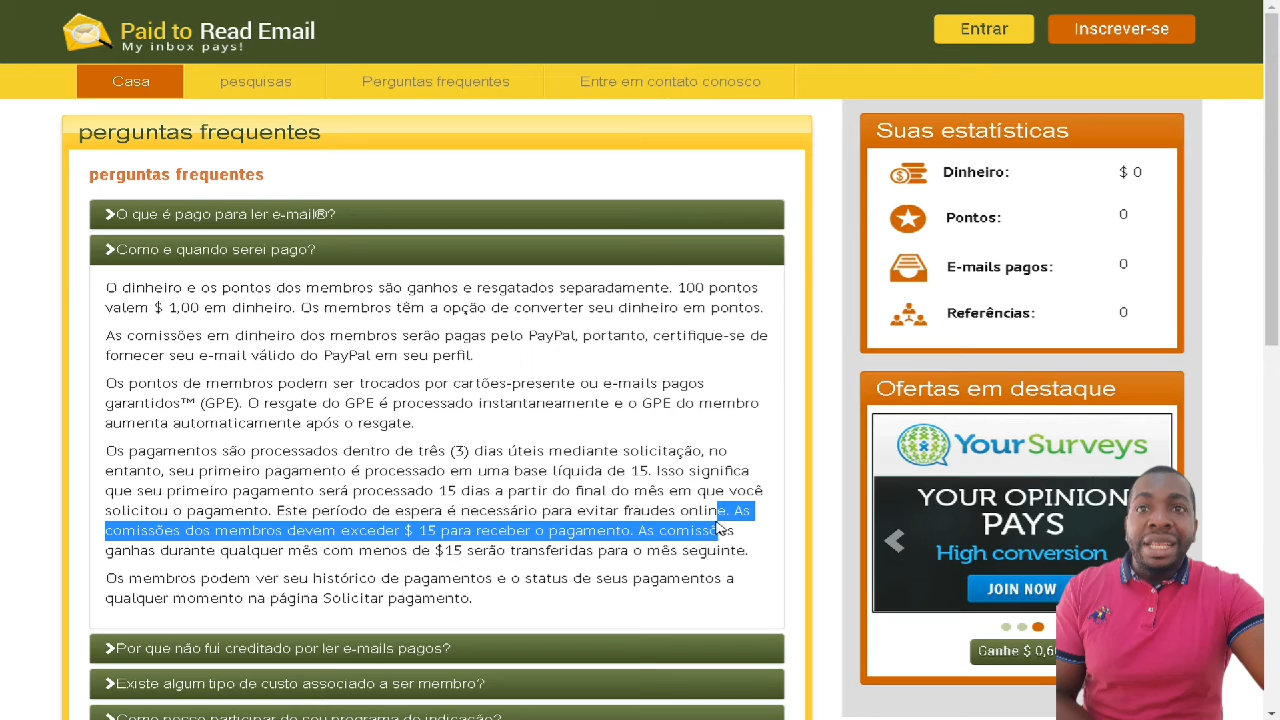 Paid to Read Email
My inbox pays!
Entrar
Inscrever-se
Casa
pesquisas
Perguntas frequentes
Entre em contato conosco
perguntas frequentes
perguntas frequentes
O que é pago para ler e-mail®?
Como e quando serei pago?
O dinheiro e os pontos dos membros são ganhos e resgatados separadamente. 100 pontos
valem $ 1,00 em dinheiro. Os membros têm a opção de converter seu dinheiro em pontos.
As comissões em dinheiro dos membros serão pagas pelo PayPal, portanto, certifique-se de
fornecer seu e-mail válido do PayPal em seu perfil.
Os pontos de membros podem ser trocados por cartões-presente ou e-mails pagos
garantidos™ (GPE). O resgate do GPE é processado instantaneamente e o GPE do membro
aumenta automaticamente após o resgate.
Os pagamentos são processados dentro de três (3) dias úteis mediante solicitação, no
entanto, seu primeiro pagamento é processado em uma base líquida de 15. Isso significa
que seu primeiro pagamento será processado 15 dias a partir do final do mês em que você
solicitou o pagamento. Este período de espera é necessário para evitar fraudes online. As
comissões dos membros devem exceder $ 15 para receber o pagamento. As comissões
ganhas durante qualquer mês com menos de $15 serão transferidas para o mês seguinte.
Os membros podem ver seu histórico de pagamentos e o status de seus pagamentos a
qualquer momento na página Solicitar pagamento.
Por que não fui creditado por ler e-mails pagos?
Existe algum tipo de custo associado a ser membro?
Como posso participar do seu programa de indicação?
Suas estatísticas
Dinheiro: $ 0
Pontos: 0
E-mails pagos: 0
Referências: 0
Ofertas em destaque
YourSurveys
YOUR OPINION
PAYS
High conversion
JOIN NOW
Ganhe $ 0,6